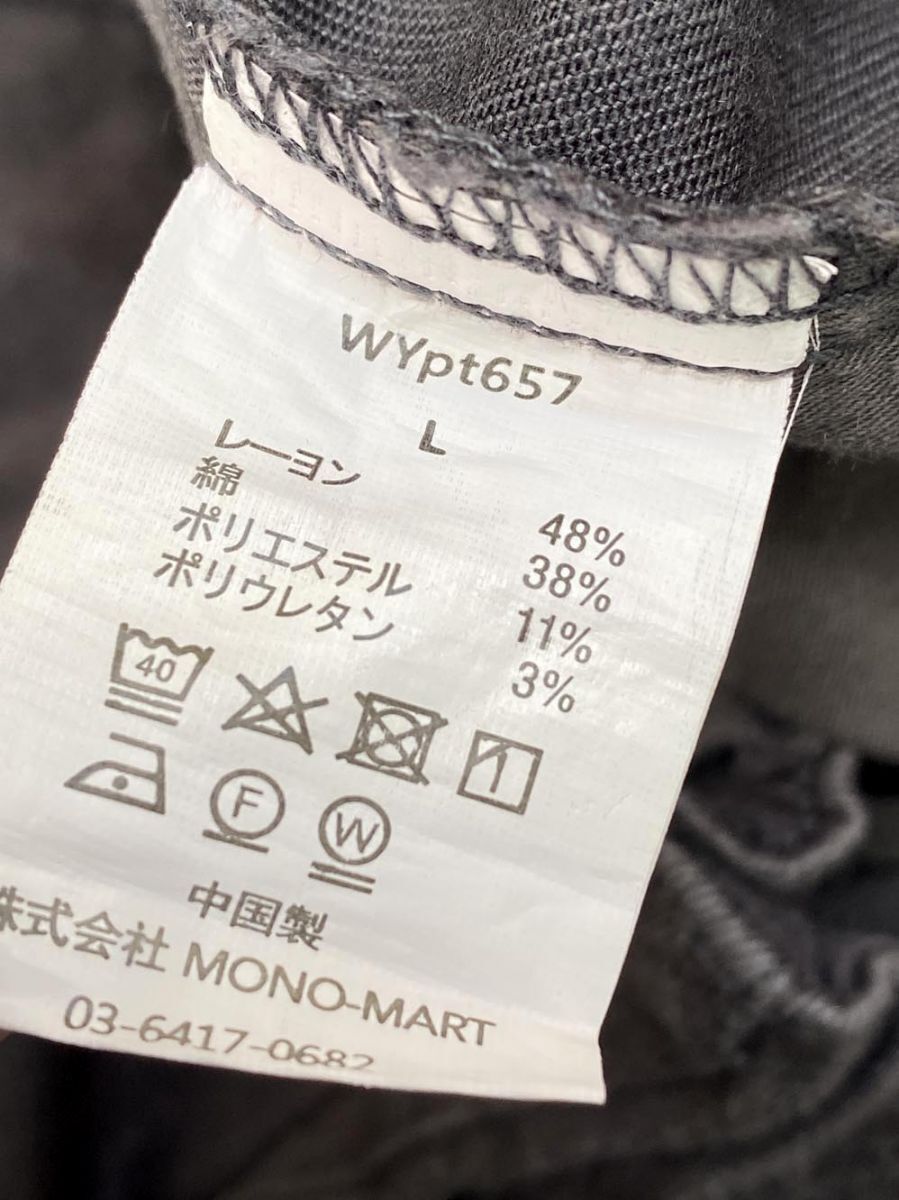 WYpt657
L
レーヨン 48%
綿 38%
ポリエステル 11%
ポリウレタン 3%
40
F
W
中国製
株式会社 MONO-MART
03-6417-0682